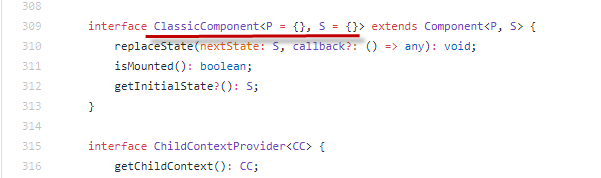 308
309 interface ClassicComponent<P = {}, S = {}> extends Component<P, S> {
310 replaceState(nextState: S, callback?: () => any): void;
311 isMounted(): boolean;
312 getInitialState?(): S;
313 }
314
315 interface ChildContextProvider<CC> {
316 getChildContext(): CC;